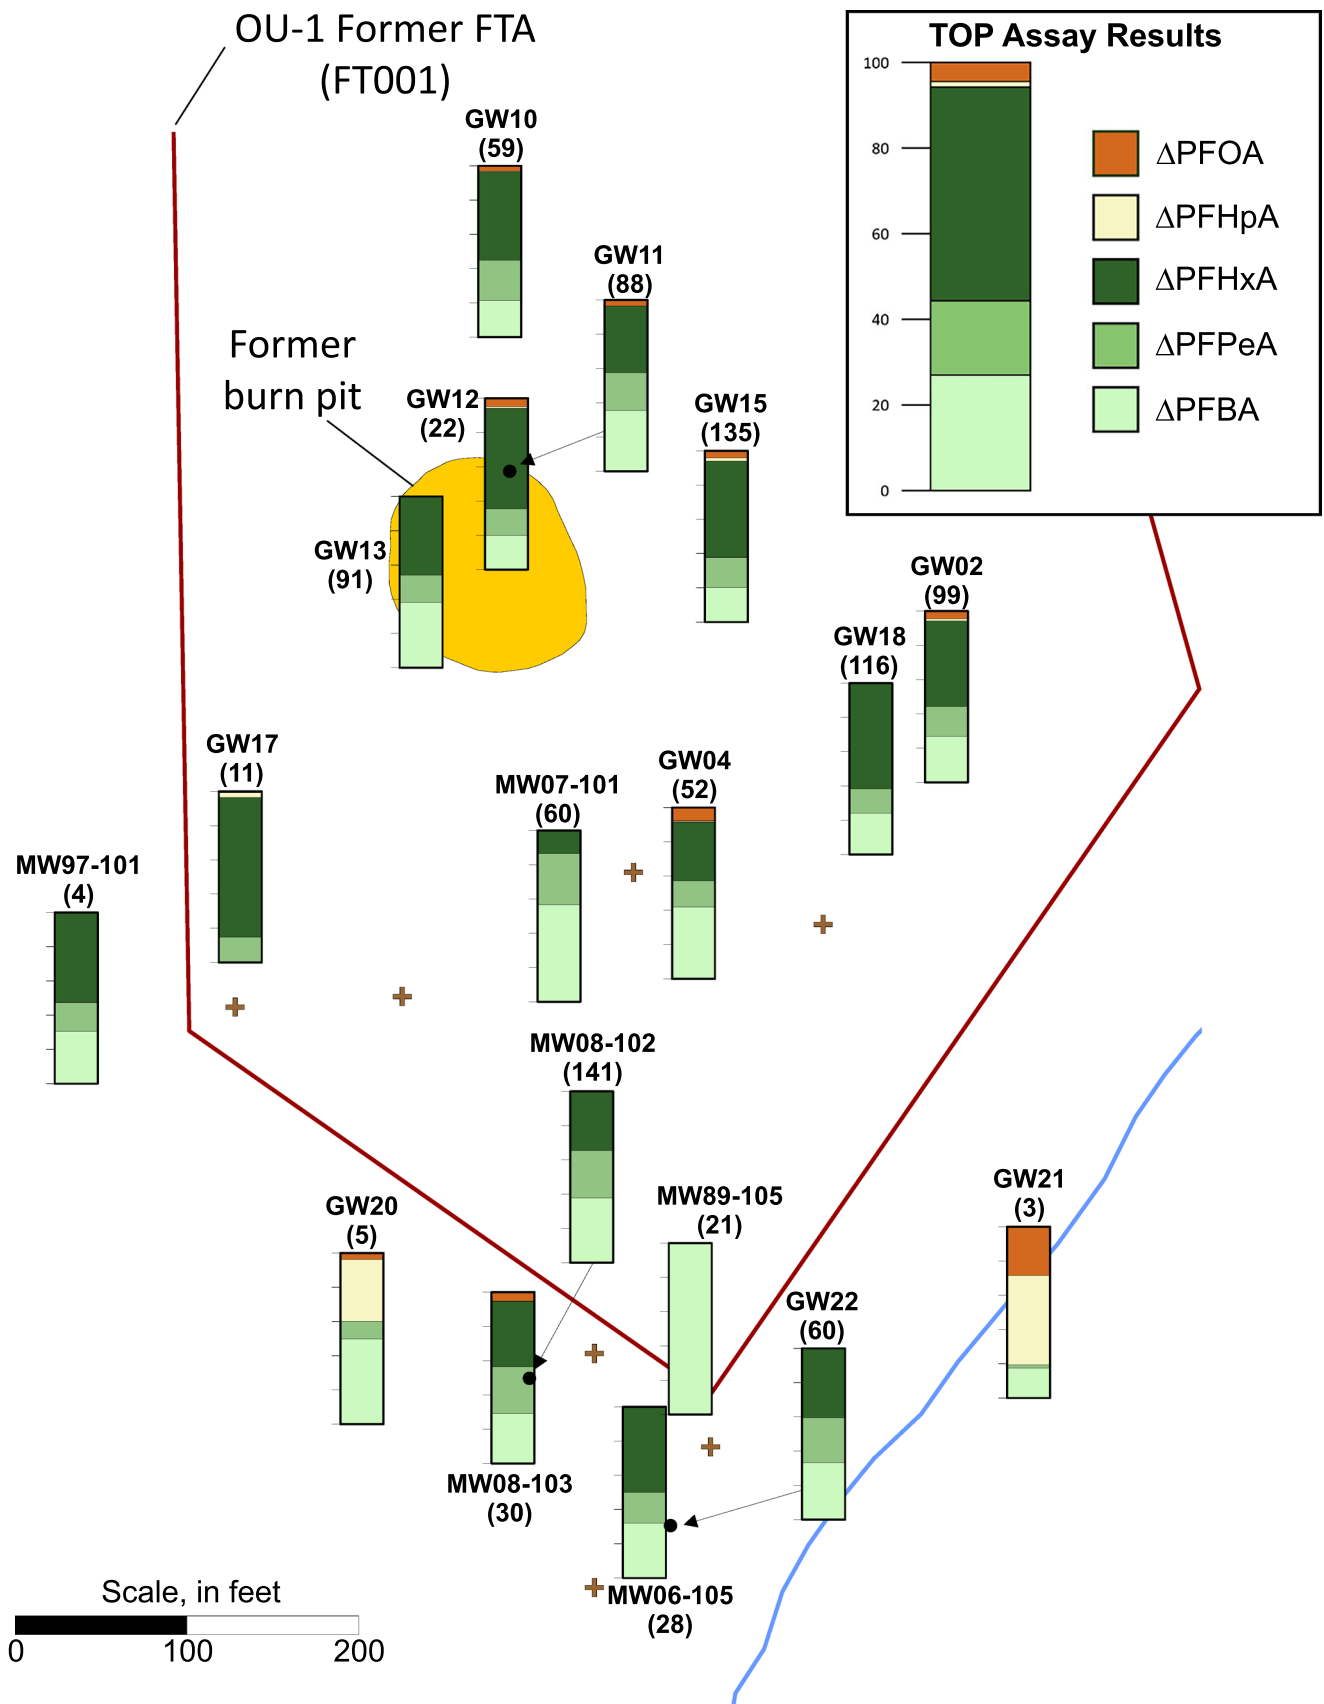 OU-1 Former FTA
(FT001)
TOP Assay Results
100
80
60
40
20
0
ΔPFOA
ΔPFHpA
ΔPFHxA
ΔPFPeA
ΔPFBA
GW10
(59)
GW11
(88)
Former
burn pit
GW12
(22)
GW15
(135)
GW13
(91)
GW02
(99)
GW18
(116)
GW17
(11)
MW07-101
(60)
GW04
(52)
MW97-101
(4)
MW08-102
(141)
GW20
(5)
MW89-105
(21)
GW21
(3)
GW22
(60)
MW08-103
(30)
MW06-105
(28)
Scale, in feet
0 100 200